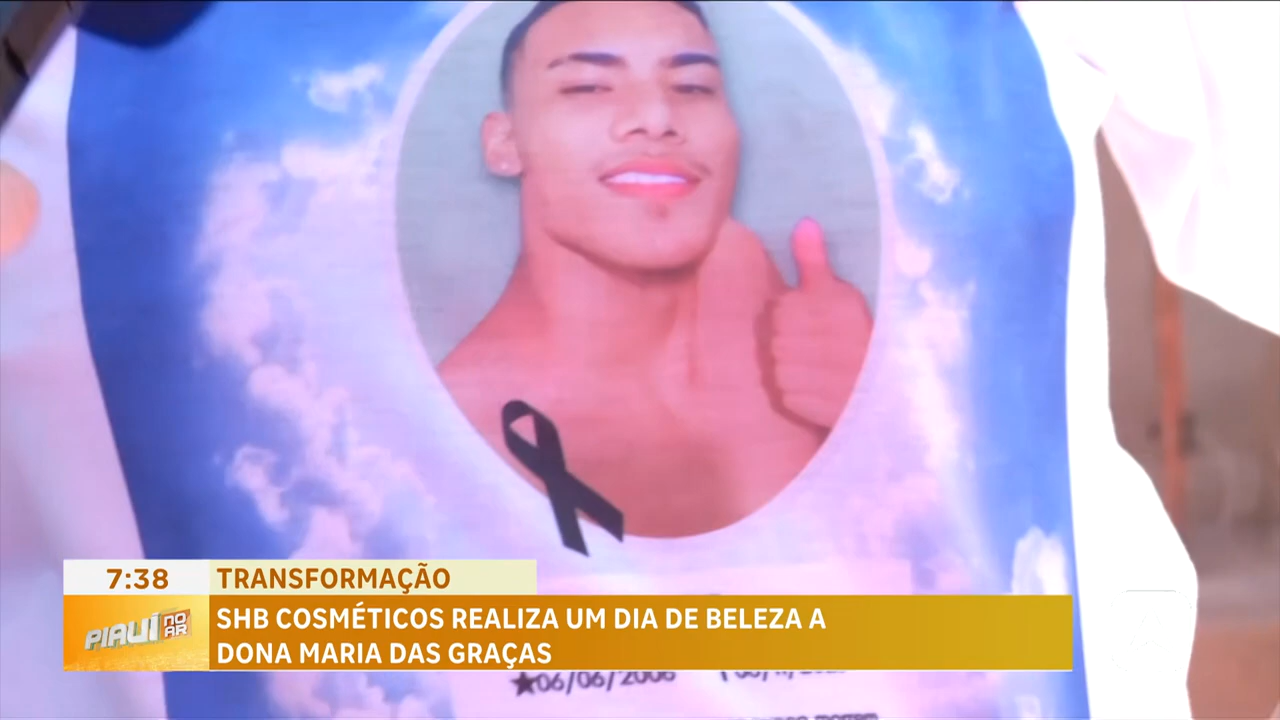 7:38
TRANSFORMAÇÃO
PIAUÍ NO AR
SHB COSMÉTICOS REALIZA UM DIA DE BELEZA A
DONA MARIA DAS GRAÇAS
★06/06/2006